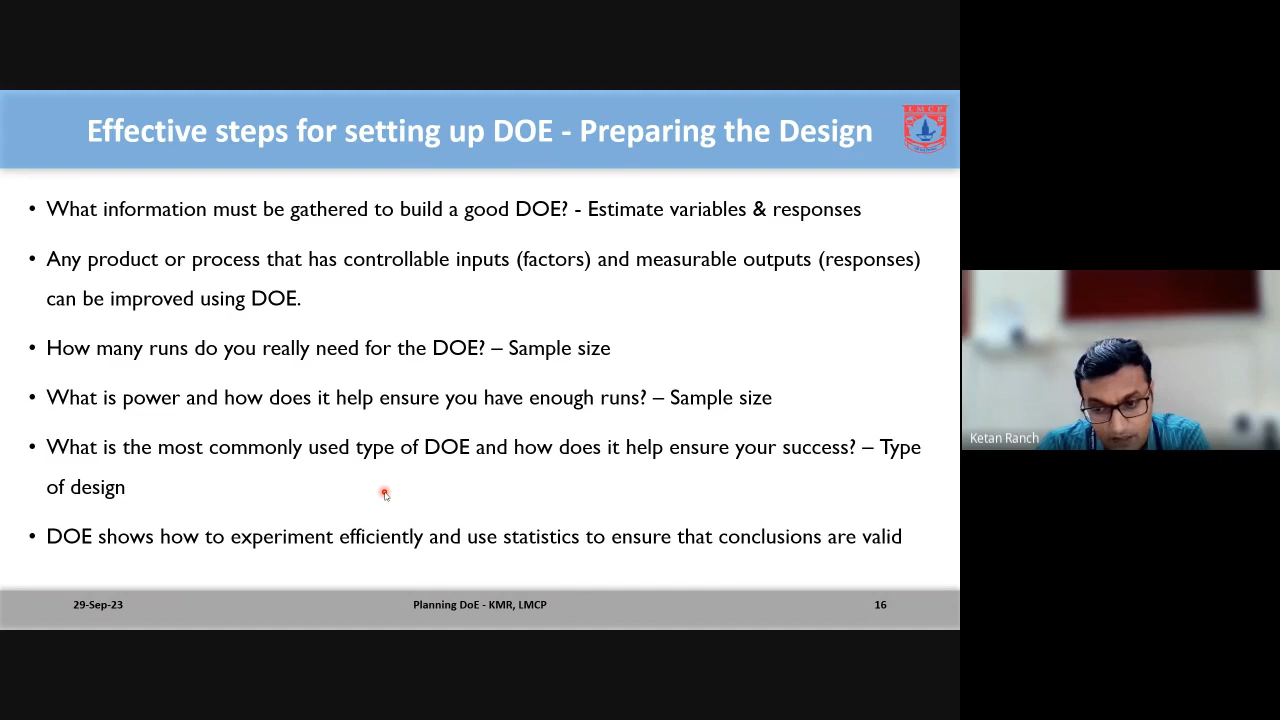 Effective steps for setting up DOE - Preparing the Design
LMCP
• What information must be gathered to build a good DOE? - Estimate variables & responses
• Any product or process that has controllable inputs (factors) and measurable outputs (responses)
can be improved using DOE.
• How many runs do you really need for the DOE? – Sample size
• What is power and how does it help ensure you have enough runs? – Sample size
• What is the most commonly used type of DOE and how does it help ensure your success? – Type
of design
• DOE shows how to experiment efficiently and use statistics to ensure that conclusions are valid
29-Sep-23
Planning DoE - KMR, LMCP
16
Ketan Ranch